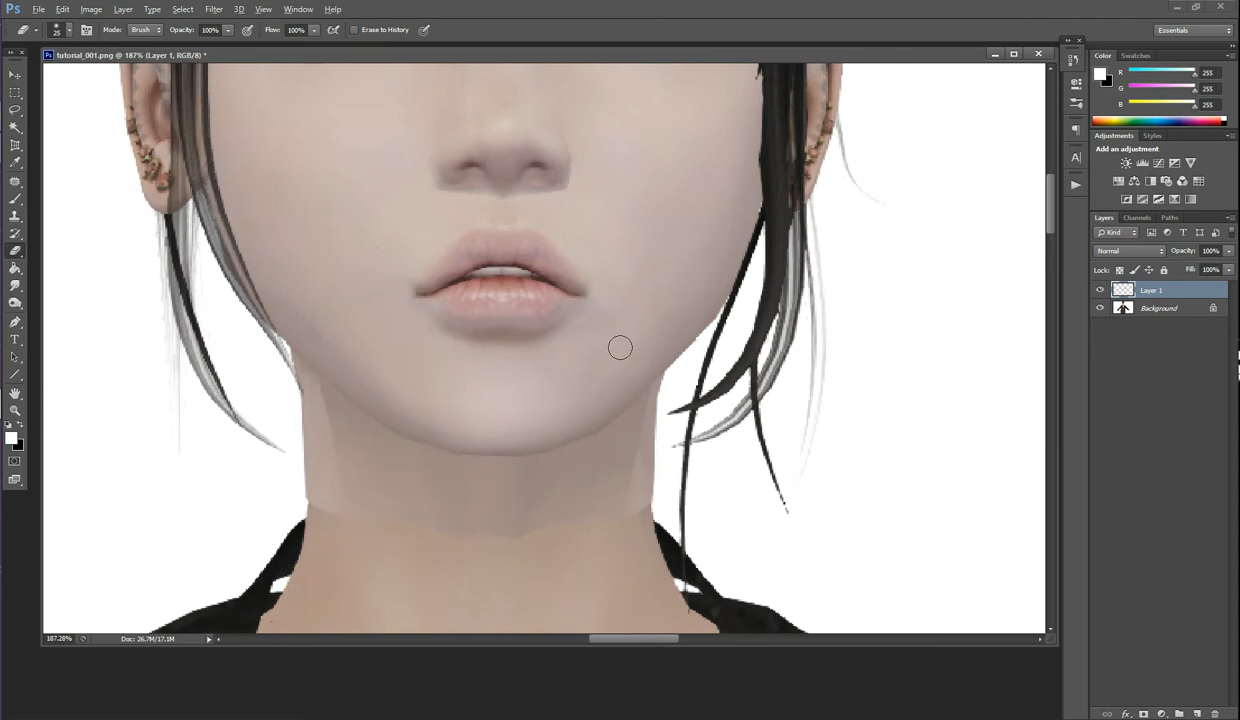 Ps File Edit Image Layer Type Select Filter 3D View Window Help
25 Mode: Brush Opacity: 100% Flow: 100% Erase to History Essentials
tutorial_001.png @ 187% (Layer 1, RGB/8) *
Color Swatches
R 255
G 255
B 255
Adjustments Styles
Add an adjustment
Layers Channels Paths
Kind
Normal Opacity: 100%
Lock: Fill: 100%
Layer 1
Background
187.28% Doc: 26.7M/17.1M